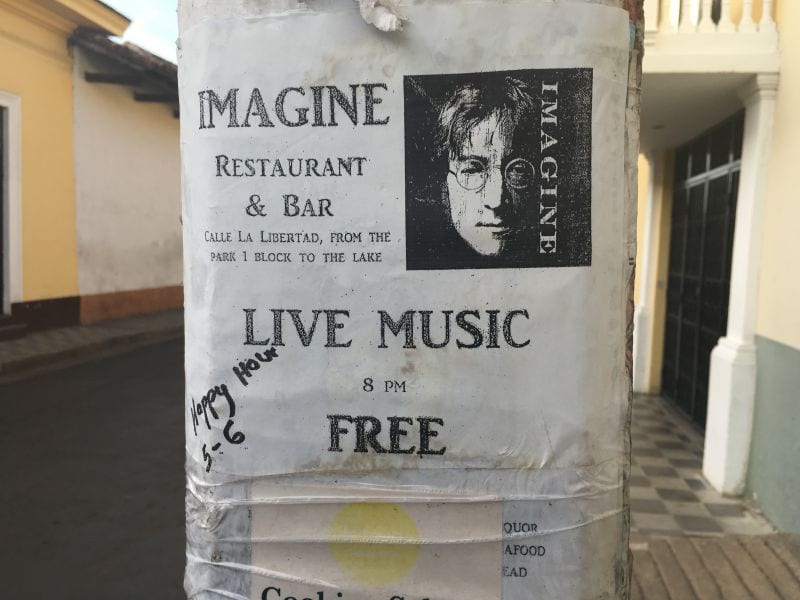 IMAGINE
RESTAURANT
& BAR
CALLE LA LIBERTAD, FROM THE
PARK 1 BLOCK TO THE LAKE
IMAGINE
LIVE MUSIC
8 PM
FREE
Happy Hour
5-6
QUOR
AFOOD
EAD